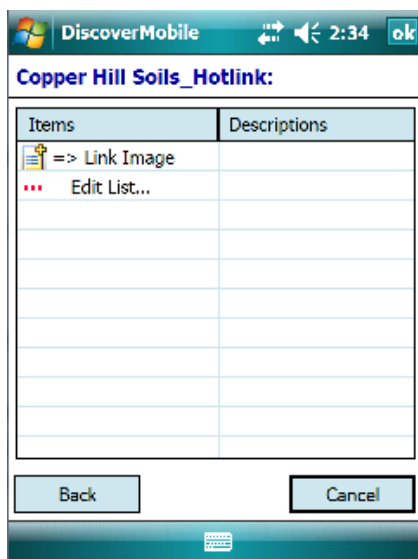 DiscoverMobile 2:34 ok
Copper Hill Soils_Hotlink:
Items Descriptions
=> Link Image
... Edit List...
Back Cancel